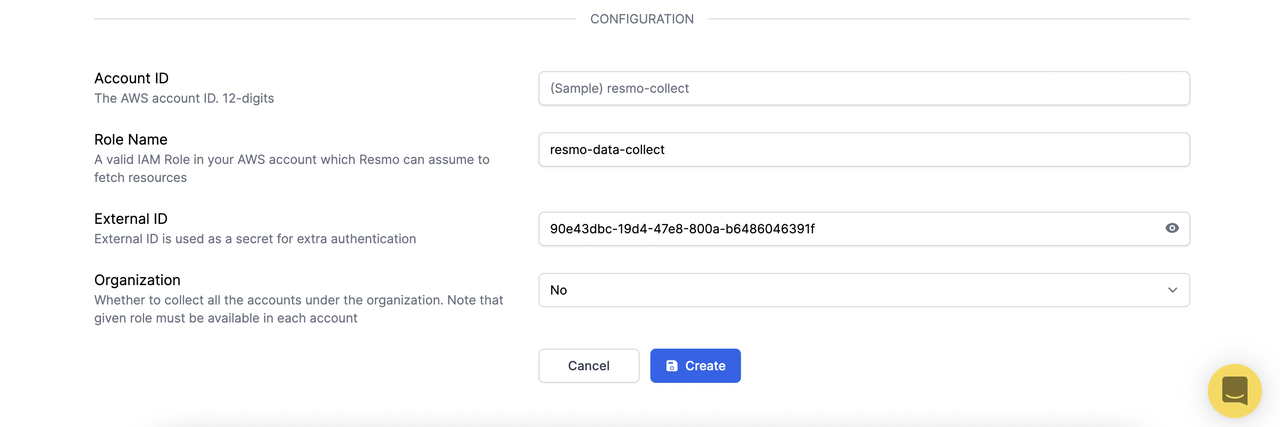 CONFIGURATION
Account ID
The AWS account ID. 12-digits
(Sample) resmo-collect
Role Name
A valid IAM Role in your AWS account which Resmo can assume to
fetch resources
resmo-data-collect
External ID
External ID is used as a secret for extra authentication
90e43dbc-19d4-47e8-800a-b6486046391f
Organization
Whether to collect all the accounts under the organization. Note that
given role must be available in each account
No
Cancel
Create